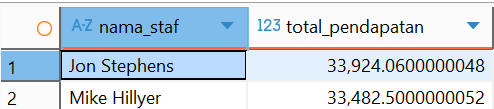 A-Z nama_staf 123 total_pendapatan
1 Jon Stephens 33,924.0600000048
2 Mike Hillyer 33,482.5000000052